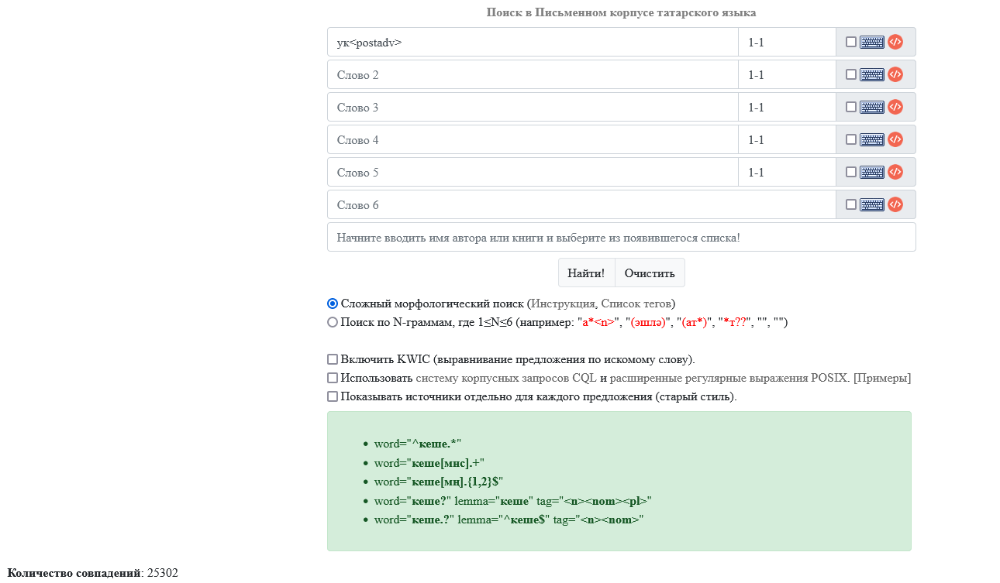 Поиск в Письменном корпусе татарского языка
ук<postadv> 1-1
Слово 2 1-1
Слово 3 1-1
Слово 4 1-1
Слово 5 1-1
Слово 6
Начните вводить имя автора или книги и выберите из появившегося списка!
Найти! Очистить
Сложный морфологический поиск (Инструкция, Список тегов)
Поиск по N-граммам, где 1≤N≤6 (например: "а*<n>", "(эшлә)", "(ат*)", "*т??", "", "")
Включить KWIC (выравнивание предложения по искомому слову).
Использовать систему корпусных запросов CQL и расширенные регулярные выражения POSIX. [Примеры]
Показывать источники отдельно для каждого предложения (старый стиль).
• word="^кеше.*"
• word="кеше[мнс].+"
• word="кеше[мң].{1,2}$"
• word="кеше?" lemma="кеше" tag="<n><nom><pl>"
• word="кеше.?" lemma="^кеше$" tag="<n><nom>"
Количество совпадений: 25302